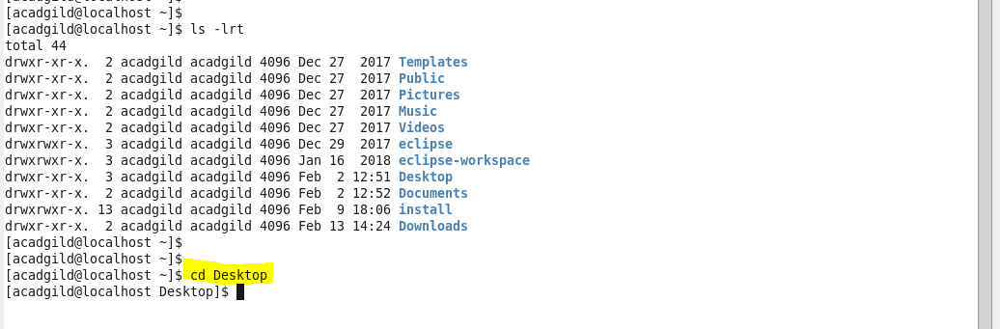 [acadgild@localhost ~]$
[acadgild@localhost ~]$ ls -lrt
total 44
drwxr-xr-x.  2 acadgild acadgild 4096 Dec 27  2017 Templates
drwxr-xr-x.  2 acadgild acadgild 4096 Dec 27  2017 Public
drwxr-xr-x.  2 acadgild acadgild 4096 Dec 27  2017 Pictures
drwxr-xr-x.  2 acadgild acadgild 4096 Dec 27  2017 Music
drwxr-xr-x.  2 acadgild acadgild 4096 Dec 27  2017 Videos
drwxrwxr-x.  3 acadgild acadgild 4096 Dec 29  2017 eclipse
drwxrwxr-x.  3 acadgild acadgild 4096 Jan 16  2018 eclipse-workspace
drwxr-xr-x.  3 acadgild acadgild 4096 Feb  2 12:51 Desktop
drwxr-xr-x.  2 acadgild acadgild 4096 Feb  2 12:52 Documents
drwxrwxr-x. 13 acadgild acadgild 4096 Feb  9 18:06 install
drwxr-xr-x.  2 acadgild acadgild 4096 Feb 13 14:24 Downloads
[acadgild@localhost ~]$
[acadgild@localhost ~]$
[acadgild@localhost ~]$ cd Desktop
[acadgild@localhost Desktop]$